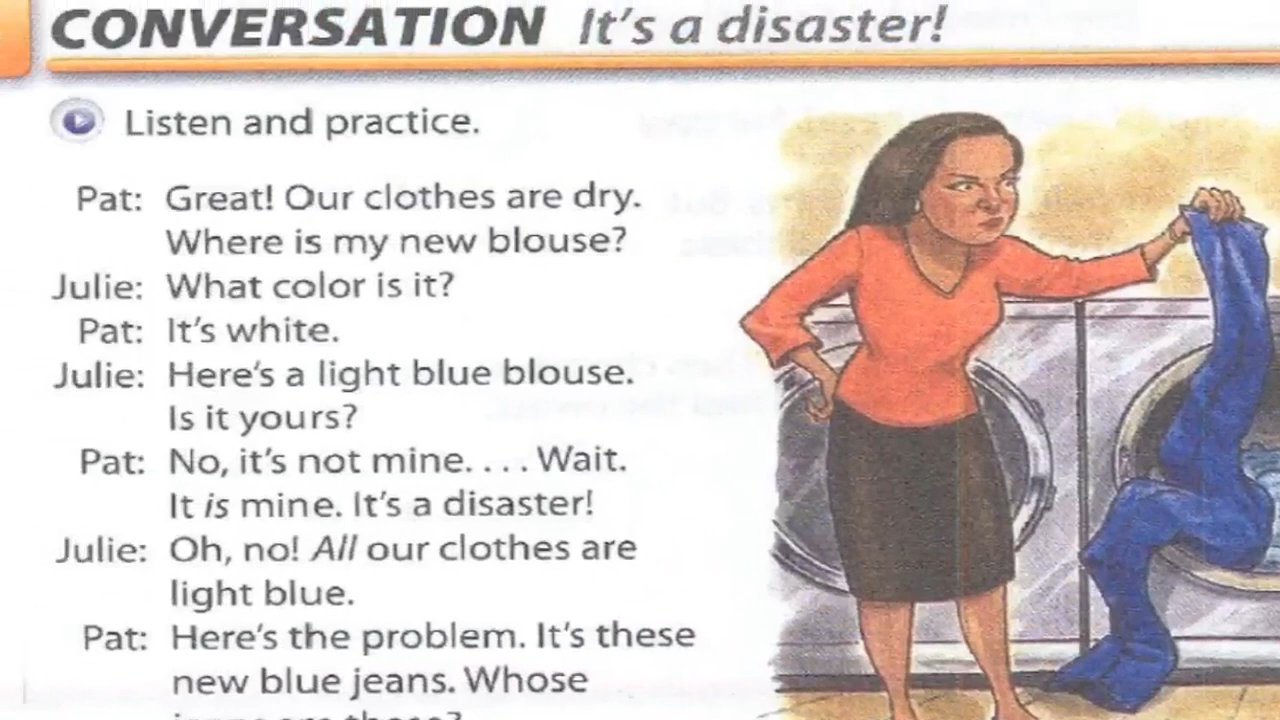 CONVERSATION It's a disaster!
Listen and practice.
Pat: Great! Our clothes are dry.
Where is my new blouse?
Julie: What color is it?
Pat: It's white.
Julie: Here's a light blue blouse.
Is it yours?
Pat: No, it's not mine. . . . Wait.
It is mine. It's a disaster!
Julie: Oh, no! All our clothes are
light blue.
Pat: Here's the problem. It's these
new blue jeans. Whose
jeans are these?